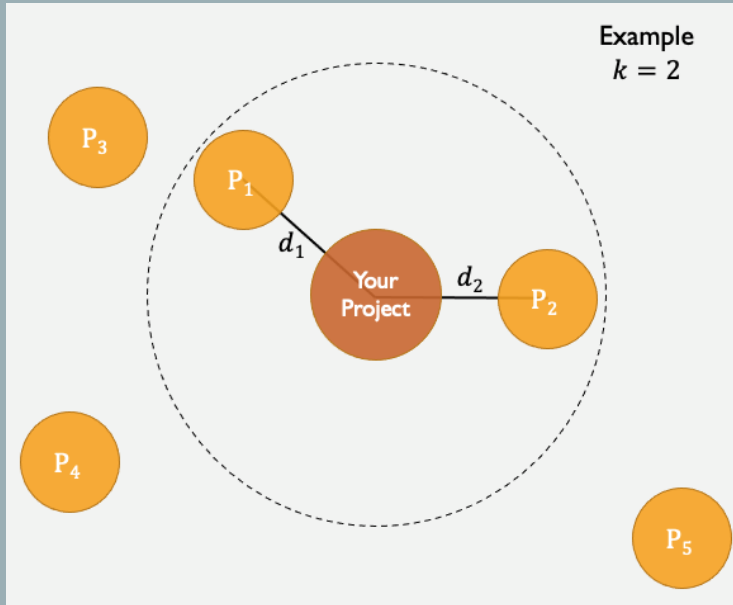 Example
k = 2
P₃
P₁
d₁
Your
Project
d₂
P₂
P₄
P₅